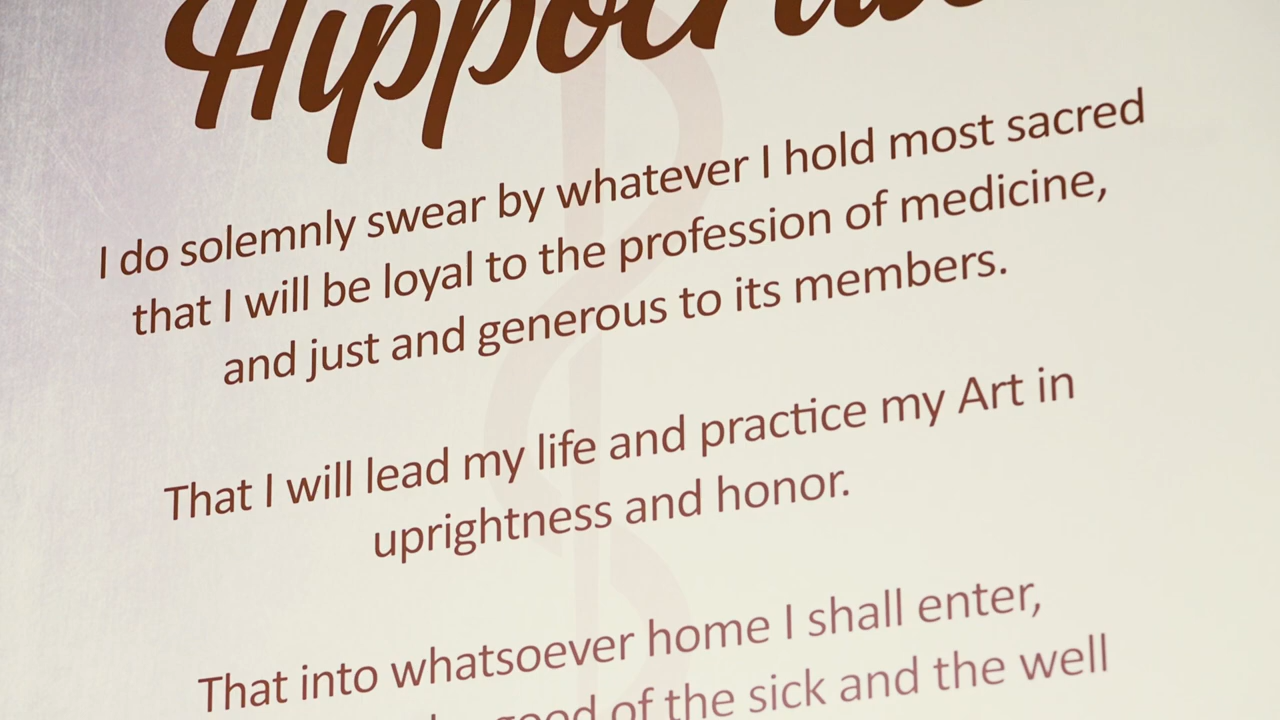 I do solemnly swear by whatever I hold most sacred
that I will be loyal to the profession of medicine,
and just and generous to its members.
That I will lead my life and practice my Art in
uprightness and honor.
That into whatsoever home I shall enter,
good of the sick and the well